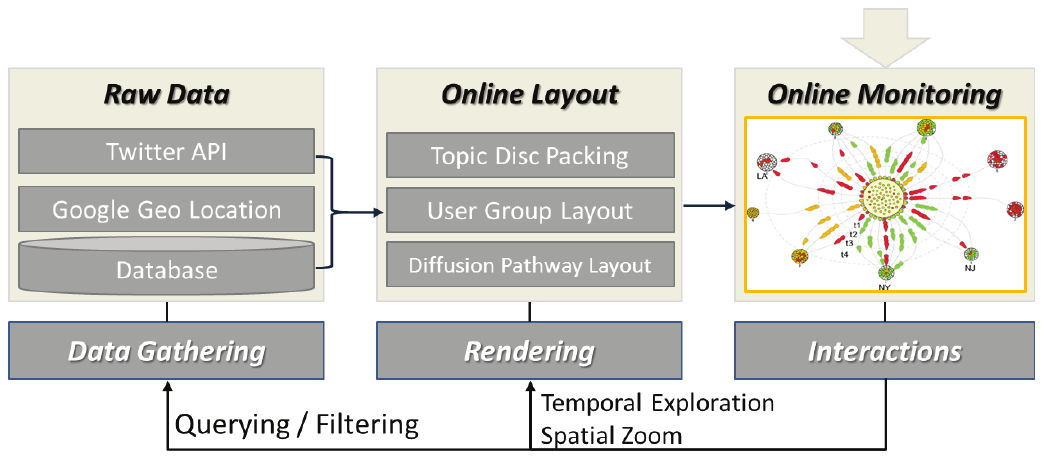 Raw Data
Twitter API
Google Geo Location
Database
Data Gathering
Online Layout
Topic Disc Packing
User Group Layout
Diffusion Pathway Layout
Rendering
Online Monitoring
LA
t1
t2
t3
t4
NJ
NY
Interactions
Querying / Filtering
Temporal Exploration
Spatial Zoom